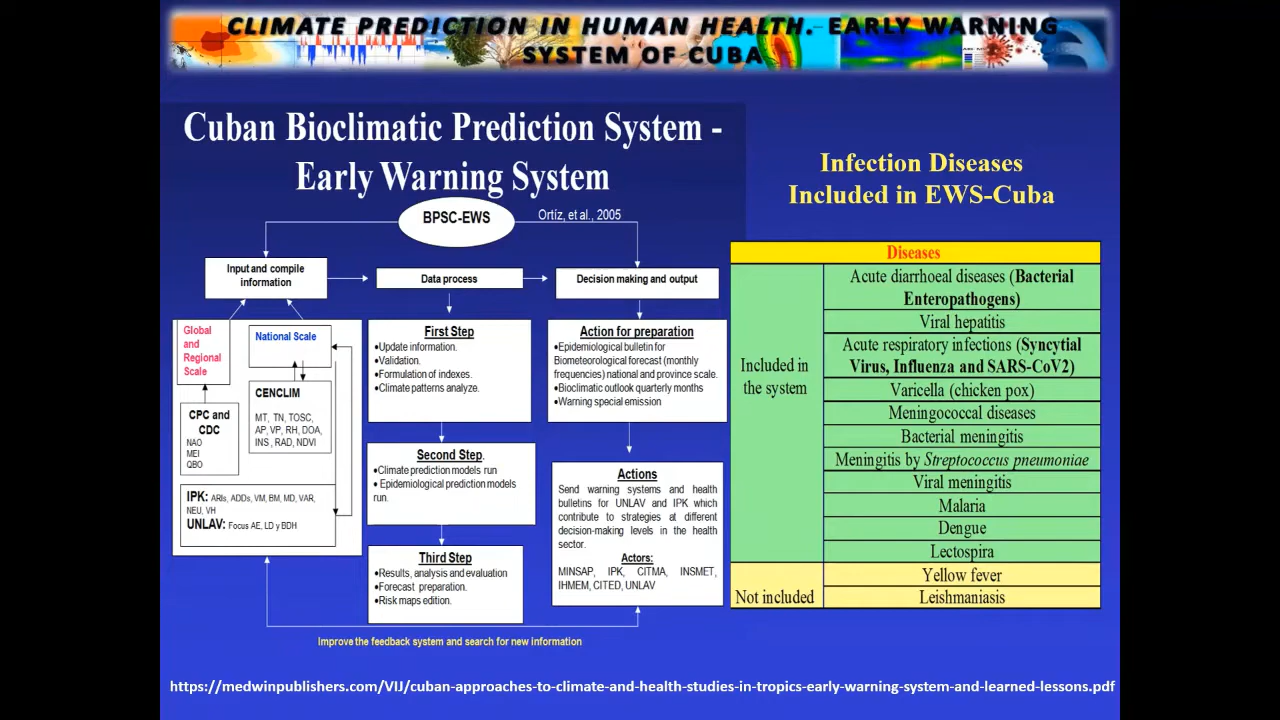 CLIMATE PREDICTION IN HUMAN HEALTH. EARLY WARNING
SYSTEM OF CUBA
Cuban Bioclimatic Prediction System -
Early Warning System
BPSC-EWS
Ortíz, et al., 2005
Input and compile
information
Data process
Decision making and output
Global
and
Regional
Scale
National Scale
CENCLIM
MT, TN, TOSC,
AP, VP, RH, DOA,
INS , RAD, NDVI
CPC and
CDC
NAO
MEI
QBO
IPK: ARIs, ADDs, VM, BM, MD, VAR,
NEU, VH
UNLAV: Focus AE, LD y BDH
First Step
•Update information.
•Validation.
•Formulation of indexes.
•Climate patterns analyze.
Second Step.
•Climate prediction models run
• Epidemiological prediction models
run.
Third Step
•Results, analysis and evaluation
•Forecast preparation.
•Risk maps edition.
Action for preparation
•Epidemiological bulletin for
Biometeorological forecast (monthly
frequencies) national and province scale.
•Bioclimatic outlook quarterly months
•Warning special emission
Actions
Send warning systems and health
bulletins for UNLAV and IPK which
contribute to strategies at different
decision-making levels in the health
sector.
Actors:
MINSAP, IPK, CITMA, INSMET,
IHMEM, CITED, UNLAV
Improve the feedback system and search for new information
Infection Diseases
Included in EWS-Cuba
Diseases
Included in
the system
Acute diarrhoeal diseases (Bacterial
Enteropathogens)
Viral hepatitis
Acute respiratory infections (Syncytial
Virus, Influenza and SARS-CoV2)
Varicella (chicken pox)
Meningococcal diseases
Bacterial meningitis
Meningitis by Streptococcus pneumoniae
Viral meningitis
Malaria
Dengue
Lectospira
Not included
Yellow fever
Leishmaniasis
https://medwinpublishers.com/VIJ/cuban-approaches-to-climate-and-health-studies-in-tropics-early-warning-system-and-learned-lessons.pdf